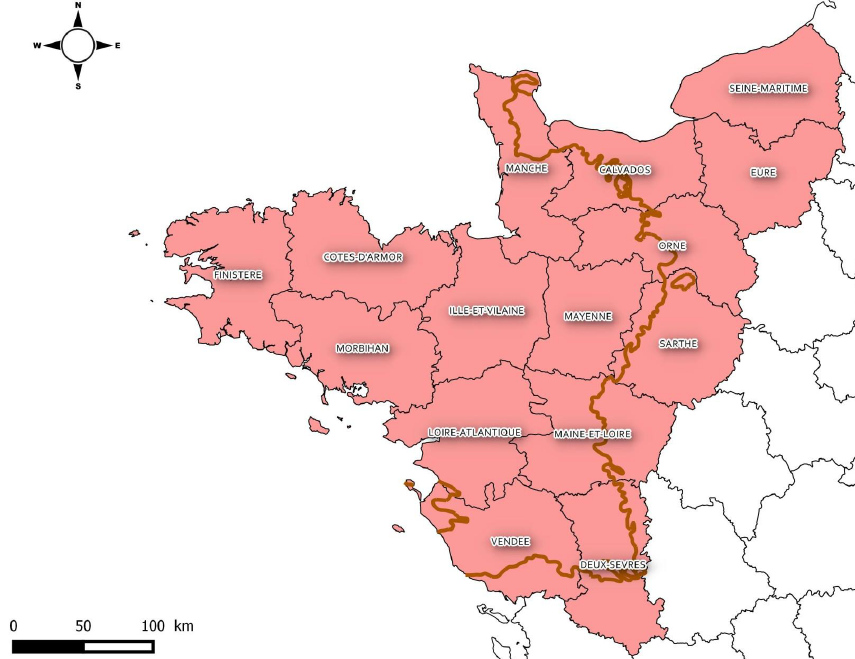 N
W
E
S
SEINE-MARITIME
MANCHE
CALVADOS
EURE
ORNE
COTES-D'ARMOR
FINISTERE
ILLE-ET-VILAINE
MAYENNE
SARTHE
MORBIHAN
LOIRE-ATLANTIQUE
MAINE-ET-LOIRE
VENDEE
DEUX-SEVRES
0 50 100 km